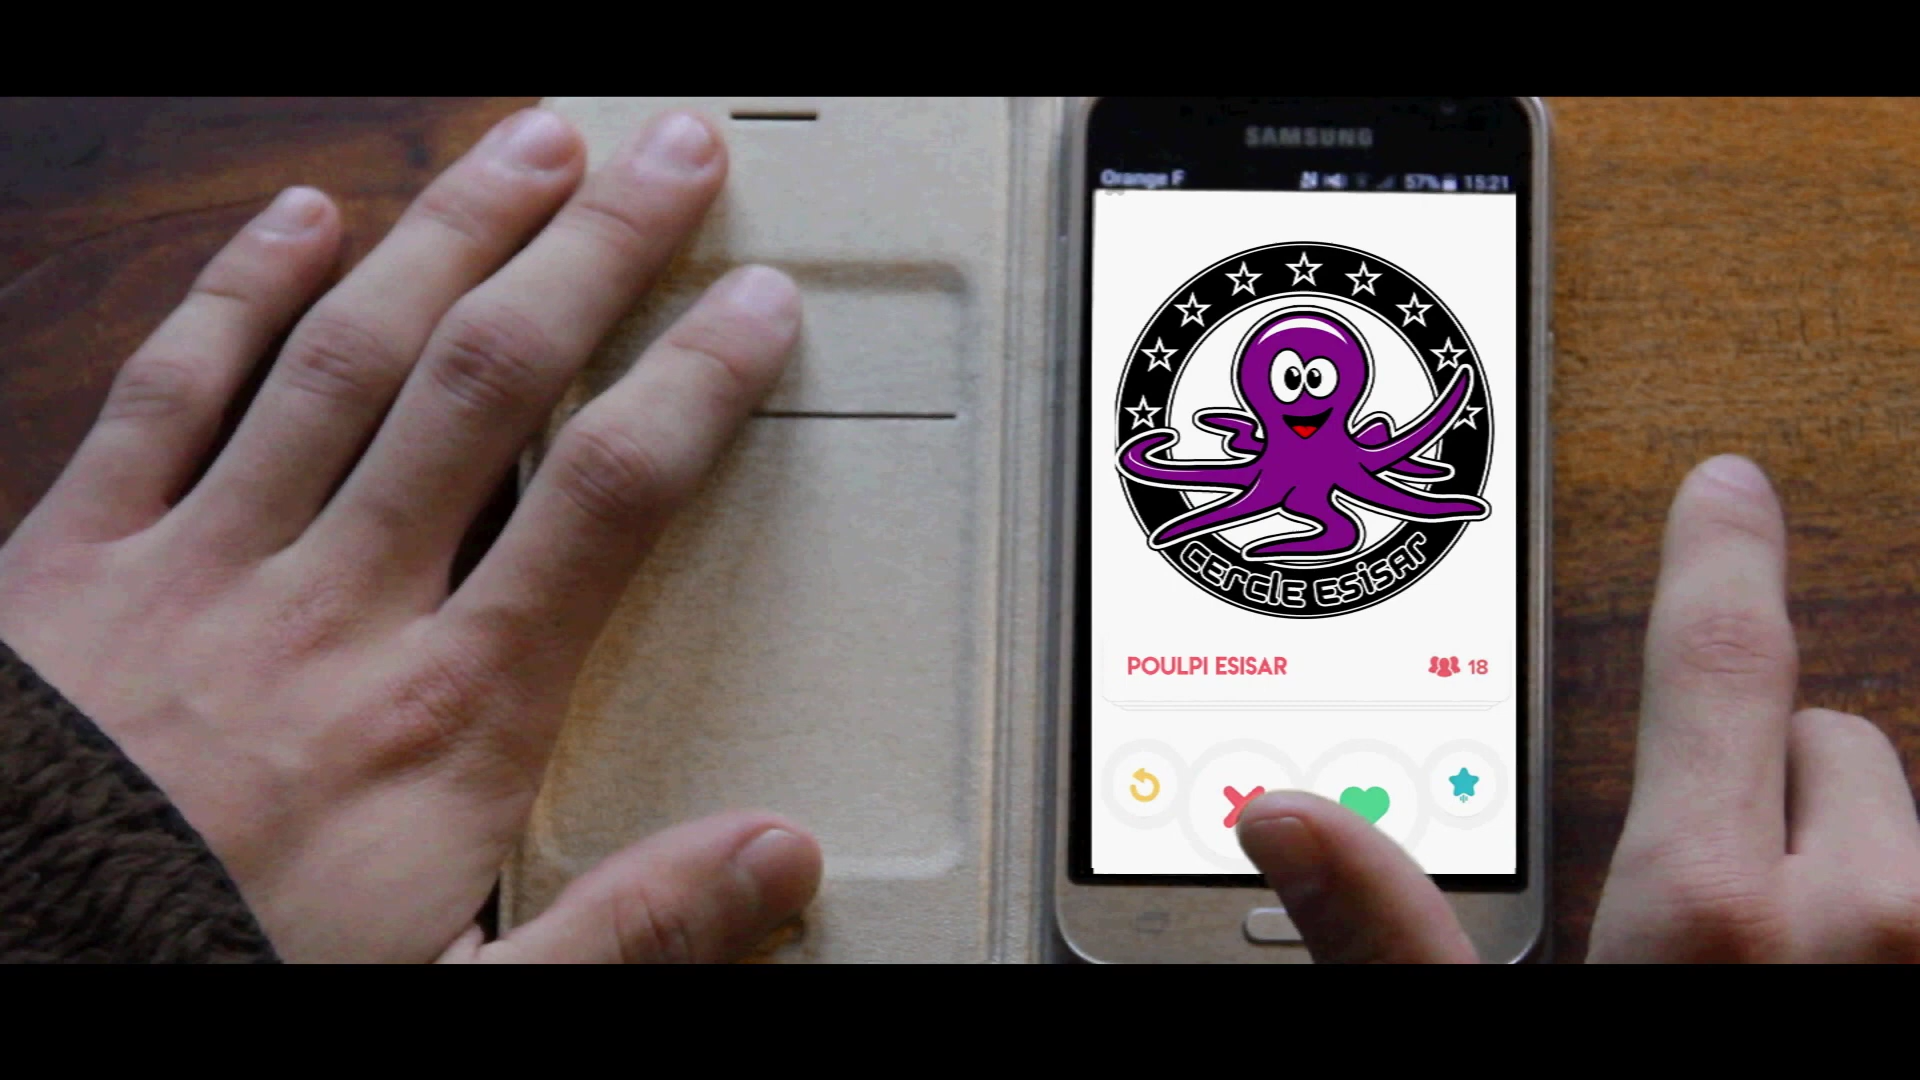 SAMSUNG
Orange F 57% 15:21
CERCLE ESISAR
POULPI ESISAR 18